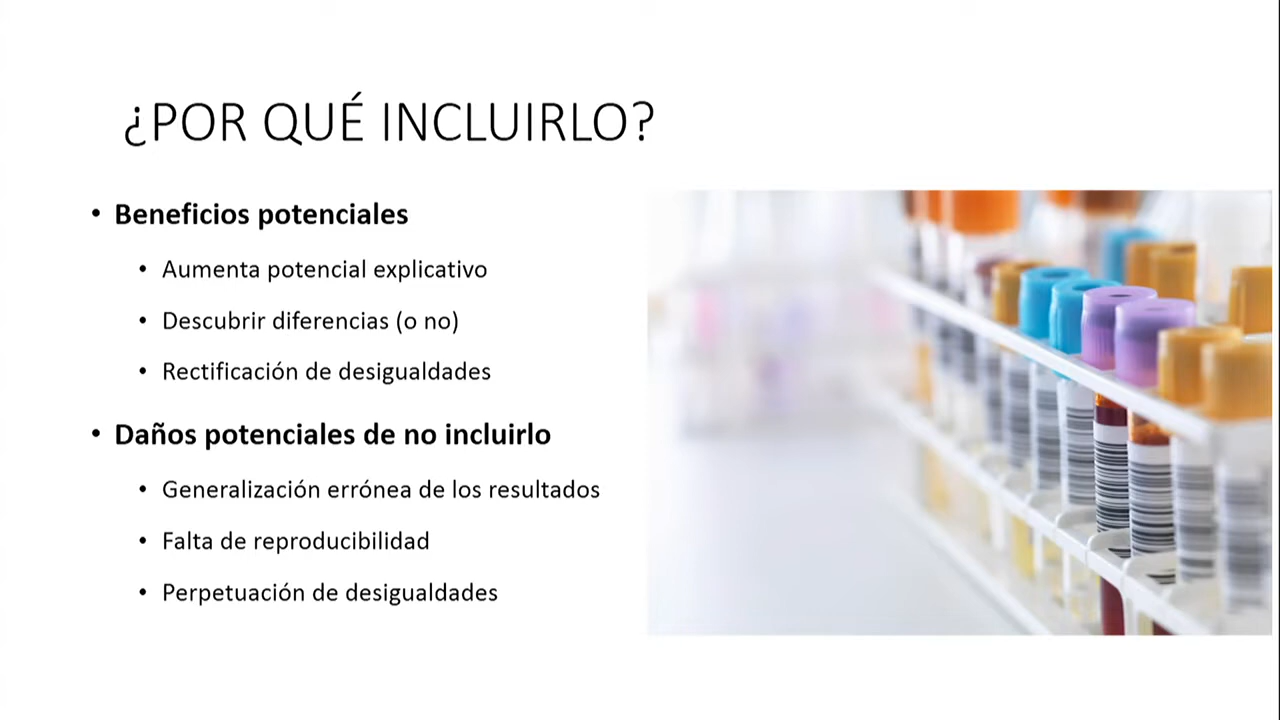 ¿POR QUÉ INCLUIRLO?
• Beneficios potenciales
• Aumenta potencial explicativo
• Descubrir diferencias (o no)
• Rectificación de desigualdades
• Daños potenciales de no incluirlo
• Generalización errónea de los resultados
• Falta de reproducibilidad
• Perpetuación de desigualdades